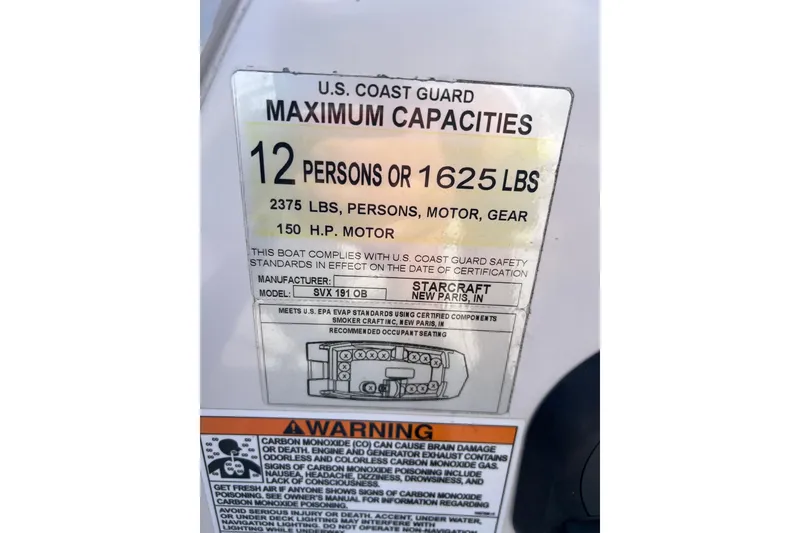 U.S. COAST GUARD
MAXIMUM CAPACITIES
12 PERSONS OR 1625 LBS
2375 LBS, PERSONS, MOTOR, GEAR
150 H.P. MOTOR
THIS BOAT COMPLIES WITH U.S. COAST GUARD SAFETY
STANDARDS IN EFFECT ON THE DATE OF CERTIFICATION
MANUFACTURER: STARCRAFT
MODEL: SVX 191 OB NEW PARIS, IN
MEETS U.S. EPA EVAP STANDARDS USING CERTIFIED COMPONENTS
SMOKER CRAFT INC, NEW PARIS, IN
RECOMMENDED OCCUPANT SEATING
WARNING
CARBON MONOXIDE (CO) CAN CAUSE BRAIN DAMAGE
OR DEATH. ENGINE AND GENERATOR EXHAUST CONTAINS
ODORLESS AND COLORLESS CARBON MONOXIDE GAS.
SIGNS OF CARBON MONOXIDE POISONING INCLUDE
NAUSEA, HEADACHE, DIZZINESS, DROWSINESS, AND
LACK OF CONSCIOUSNESS.
GET FRESH AIR IF ANYONE SHOWS SIGNS OF CARBON MONOXIDE
POISONING. SEE OWNER'S MANUAL FOR INFORMATION REGARDING
CARBON MONOXIDE POISONING.
AVOID SERIOUS INJURY OR DEATH. ACCENT, UNDER WATER,
OR UNDER DECK LIGHTING MAY INTERFERE WITH
NAVIGATION LIGHTING. DO NOT OPERATE NON-NAVIGATION
LIGHTING WHILE UNDERWAY.